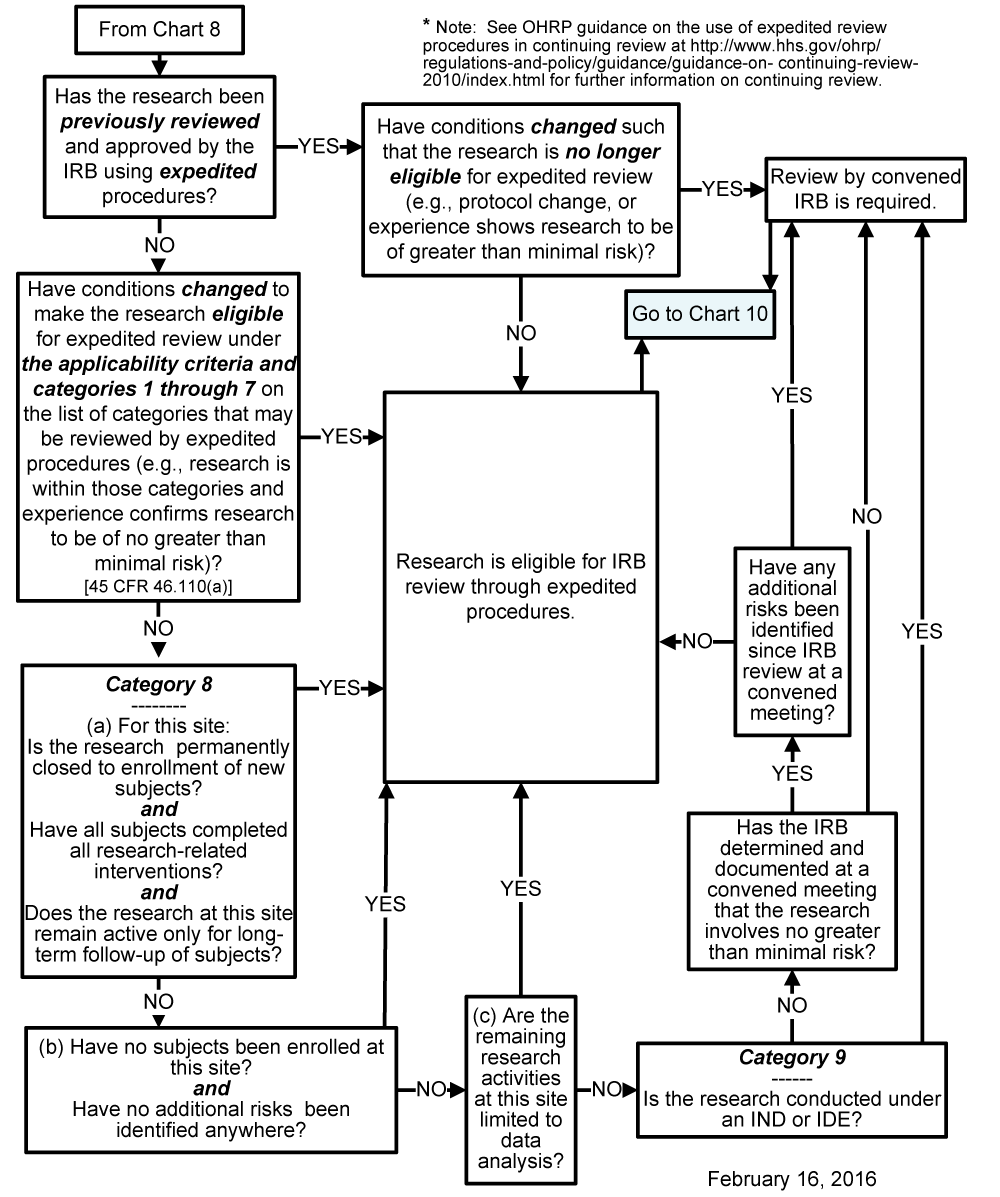 From Chart 8
* Note: See OHRP guidance on the use of expedited review
procedures in continuing review at http://www.hhs.gov/ohrp/
regulations-and-policy/guidance/guidance-on- continuing-review-
2010/index.html for further information on continuing review.
Has the research been
previously reviewed
and approved by the
IRB using expedited
procedures?
YES
Have conditions changed such
that the research is no longer
eligible for expedited review
(e.g., protocol change, or
experience shows research to be
of greater than minimal risk)?
YES
Review by convened
IRB is required.
NO
NO
Go to Chart 10
Have conditions changed to
make the research eligible
for expedited review under
the applicability criteria and
categories 1 through 7 on
the list of categories that may
be reviewed by expedited
procedures (e.g., research is
within those categories and
experience confirms research
to be of no greater than
minimal risk)?
[45 CFR 46.110(a)]
YES
Research is eligible for IRB
review through expedited
procedures.
YES
NO
YES
Have any
additional
risks been
identified
since IRB
review at a
convened
meeting?
NO
NO
Category 8
--------
(a) For this site:
Is the research  permanently
closed to enrollment of new
subjects?
and
Have all subjects completed
all research-related
interventions?
and
Does the research at this site
remain active only for long-
term follow-up of subjects?
YES
YES
Has the IRB
determined and
documented at a
convened meeting
that the research
involves no greater
than minimal risk?
YES
YES
NO
NO
(b) Have no subjects been enrolled at
this site?
and
Have no additional risks  been
identified anywhere?
NO
(c) Are the
remaining
research
activities
at this site
limited to
data
analysis?
NO
Category 9
------
Is the research conducted under
an IND or IDE?
February 16, 2016